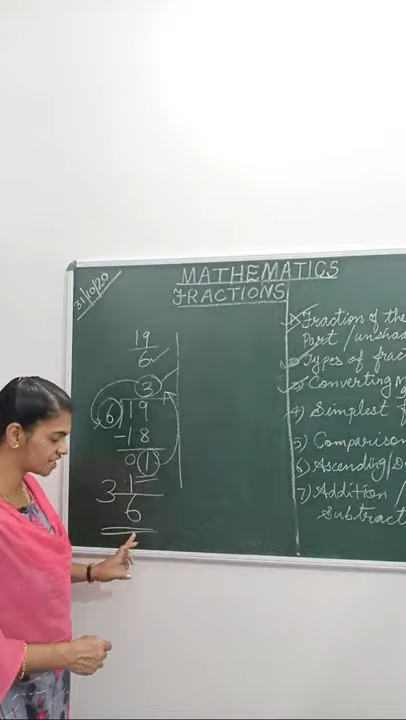 31/10/20
MATHEMATICS
FRACTIONS
19
6
3
6 19
-18
01
3 1
6
1) Fraction of the
Part / unshad
2) Types of frac
3) Converting
4) Simplest f
5) Comparison
6) Ascending/D
7) Addition /
Subtract